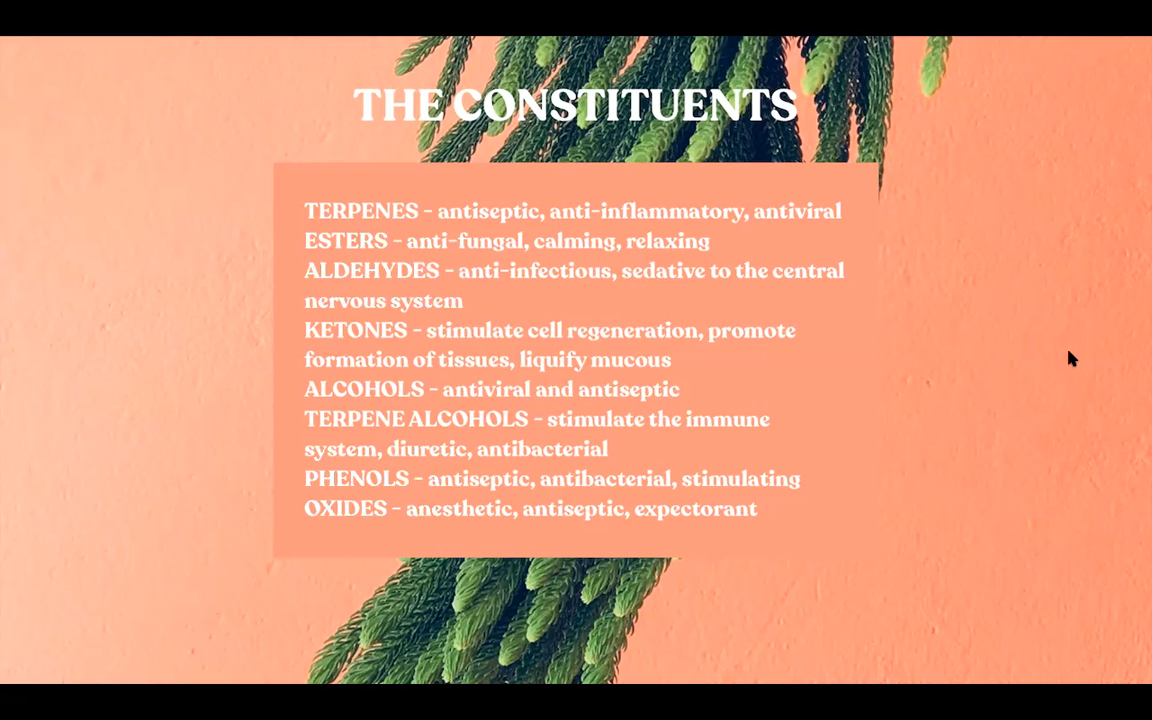 THE CONSTITUENTS
TERPENES - antiseptic, anti-inflammatory, antiviral
ESTERS - anti-fungal, calming, relaxing
ALDEHYDES - anti-infectious, sedative to the central
nervous system
KETONES - stimulate cell regeneration, promote
formation of tissues, liquify mucous
ALCOHOLS - antiviral and antiseptic
TERPENE ALCOHOLS - stimulate the immune
system, diuretic, antibacterial
PHENOLS - antiseptic, antibacterial, stimulating
OXIDES - anesthetic, antiseptic, expectorant